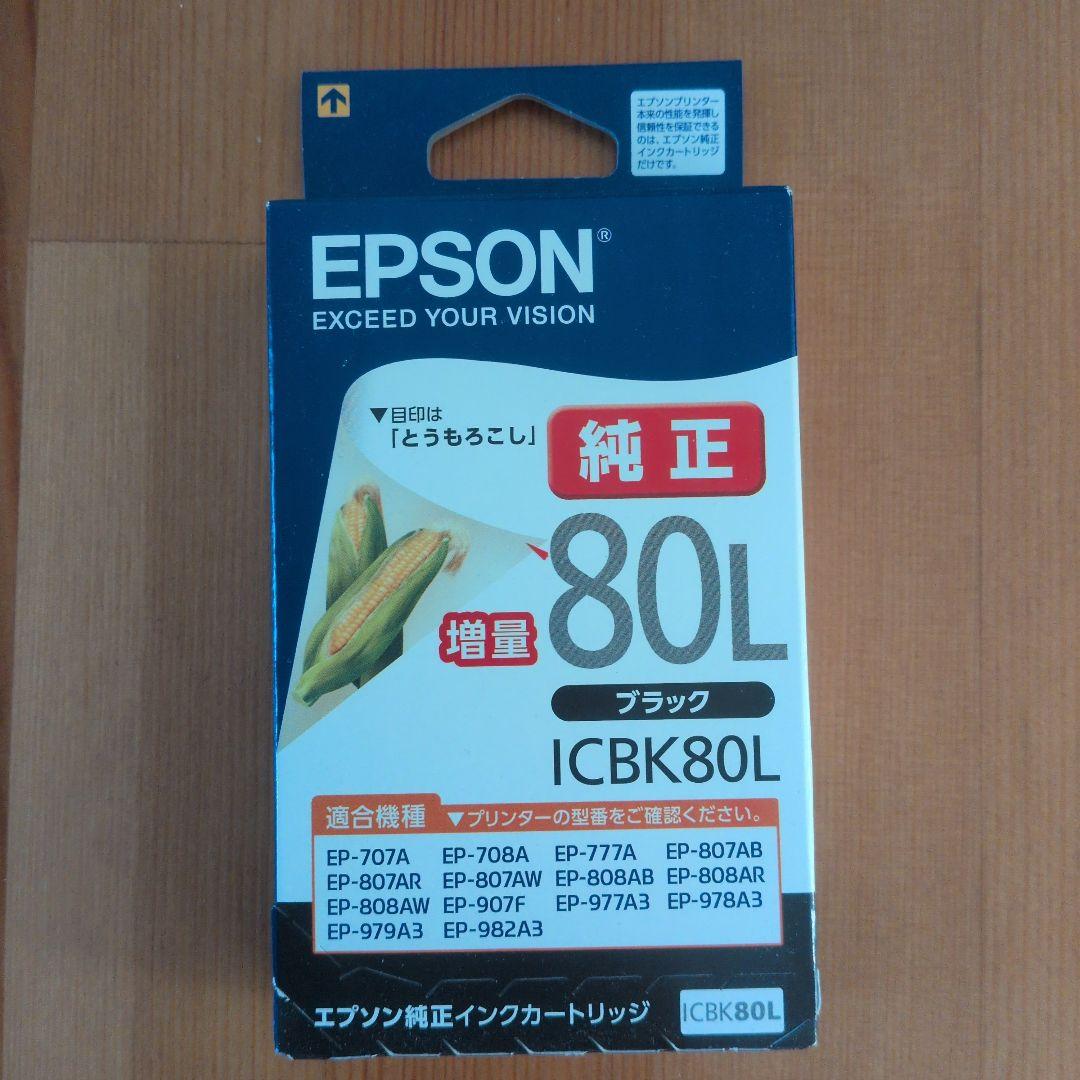 エプソンプリンター
本来の性能を発揮し
信頼性を保証できる
のは、エプソン純正
インクカートリッジ
だけです。
EPSON®
EXCEED YOUR VISION
▼目印は
「とうもろこし」
純正
増量 80L
ブラック
ICBK80L
適合機種 ▼プリンターの型番をご確認ください。
EP-707A EP-708A EP-777A EP-807AB
EP-807AR EP-807AW EP-808AB EP-808AR
EP-808AW EP-907F EP-977A3 EP-978A3
EP-979A3 EP-982A3
エプソン純正インクカートリッジ ICBK80L